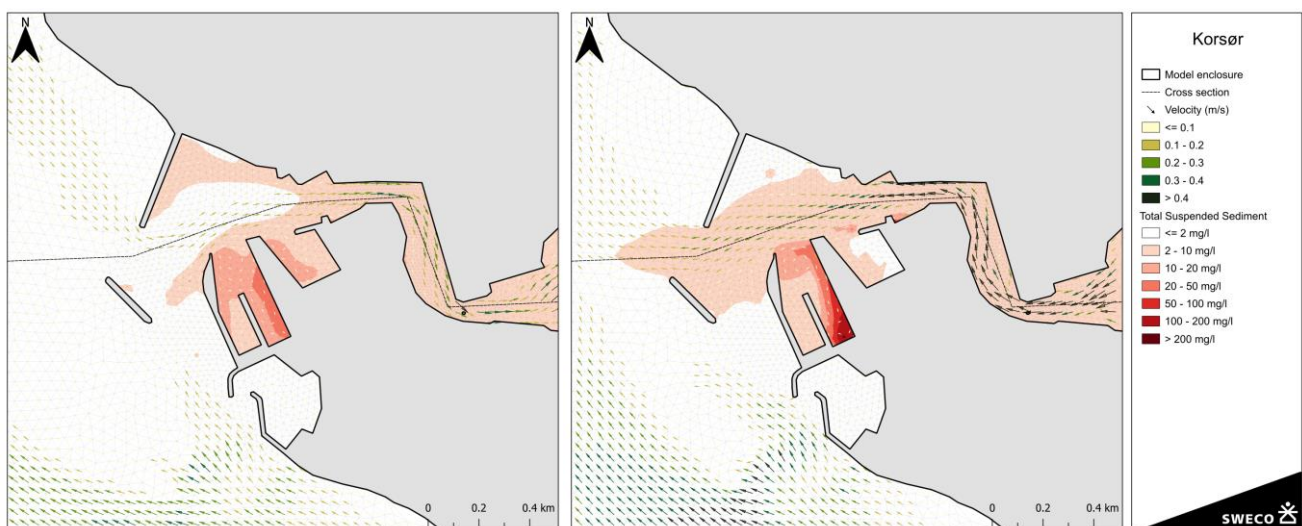 N
0 0.2 0.4 km
N
0 0.2 0.4 km
Korsør
Model enclosure
Cross section
Velocity (m/s)
<= 0.1
0.1 - 0.2
0.2 - 0.3
0.3 - 0.4
> 0.4
Total Suspended Sediment
<= 2 mg/l
2 - 10 mg/l
10 - 20 mg/l
20 - 50 mg/l
50 - 100 mg/l
100 - 200 mg/l
> 200 mg/l
SWECO